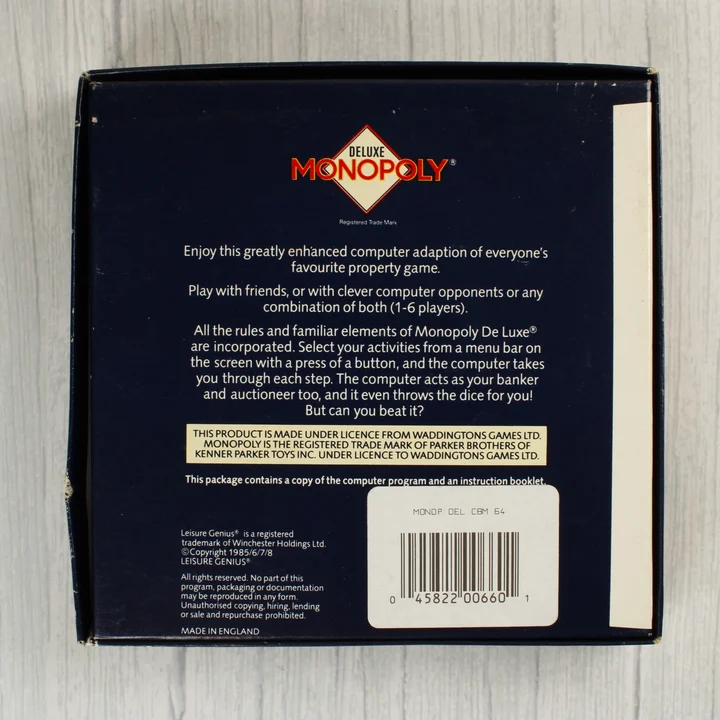 DELUXE
MONOPOLY®
Registered Trade Mark
Enjoy this greatly enhanced computer adaption of everyone's
favourite property game.
Play with friends, or with clever computer opponents or any
combination of both (1-6 players).
All the rules and familiar elements of Monopoly De Luxe®
are incorporated. Select your activities from a menu bar on
the screen with a press of a button, and the computer takes
you through each step. The computer acts as your banker
and auctioneer too, and it even throws the dice for you!
But can you beat it?
THIS PRODUCT IS MADE UNDER LICENCE FROM WADDINGTONS GAMES LTD.
MONOPOLY IS THE REGISTERED TRADE MARK OF PARKER BROTHERS OF
KENNER PARKER TOYS INC. UNDER LICENCE TO WADDINGTONS GAMES LTD.
This package contains a copy of the computer program and an instruction booklet.
Leisure Genius® is a registered
trademark of Winchester Holdings Ltd.
©Copyright 1985/6/7/8
LEISURE GENIUS®
All rights reserved. No part of this
program, packaging or documentation
may be reproduced in any form.
Unauthorised copying, hiring, lending
or sale and repurchase prohibited.
MADE IN ENGLAND
MONOP DEL CBM 64
0 45822 00660 1